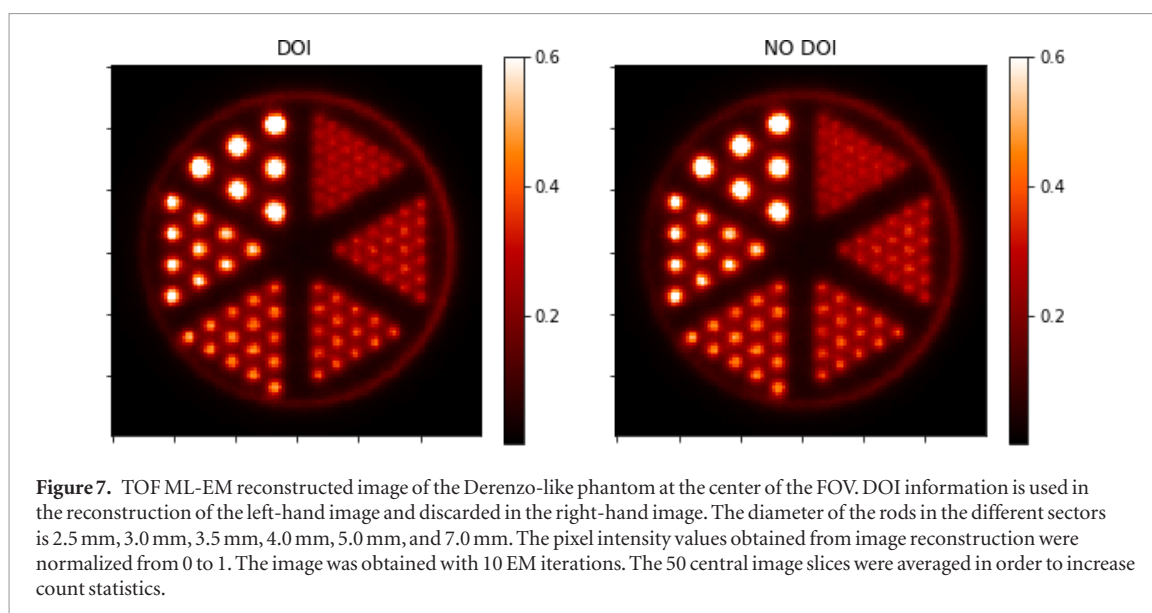 DOI
NO DOI
0.6
0.4
0.2
0.6
0.4
0.2
Figure 7. TOF ML-EM reconstructed image of the Derenzo-like phantom at the center of the FOV. DOI information is used in
the reconstruction of the left-hand image and discarded in the right-hand image. The diameter of the rods in the different sectors
is 2.5 mm, 3.0 mm, 3.5 mm, 4.0 mm, 5.0 mm, and 7.0 mm. The pixel intensity values obtained from image reconstruction were
normalized from 0 to 1. The image was obtained with 10 EM iterations. The 50 central image slices were averaged in order to increase
count statistics.